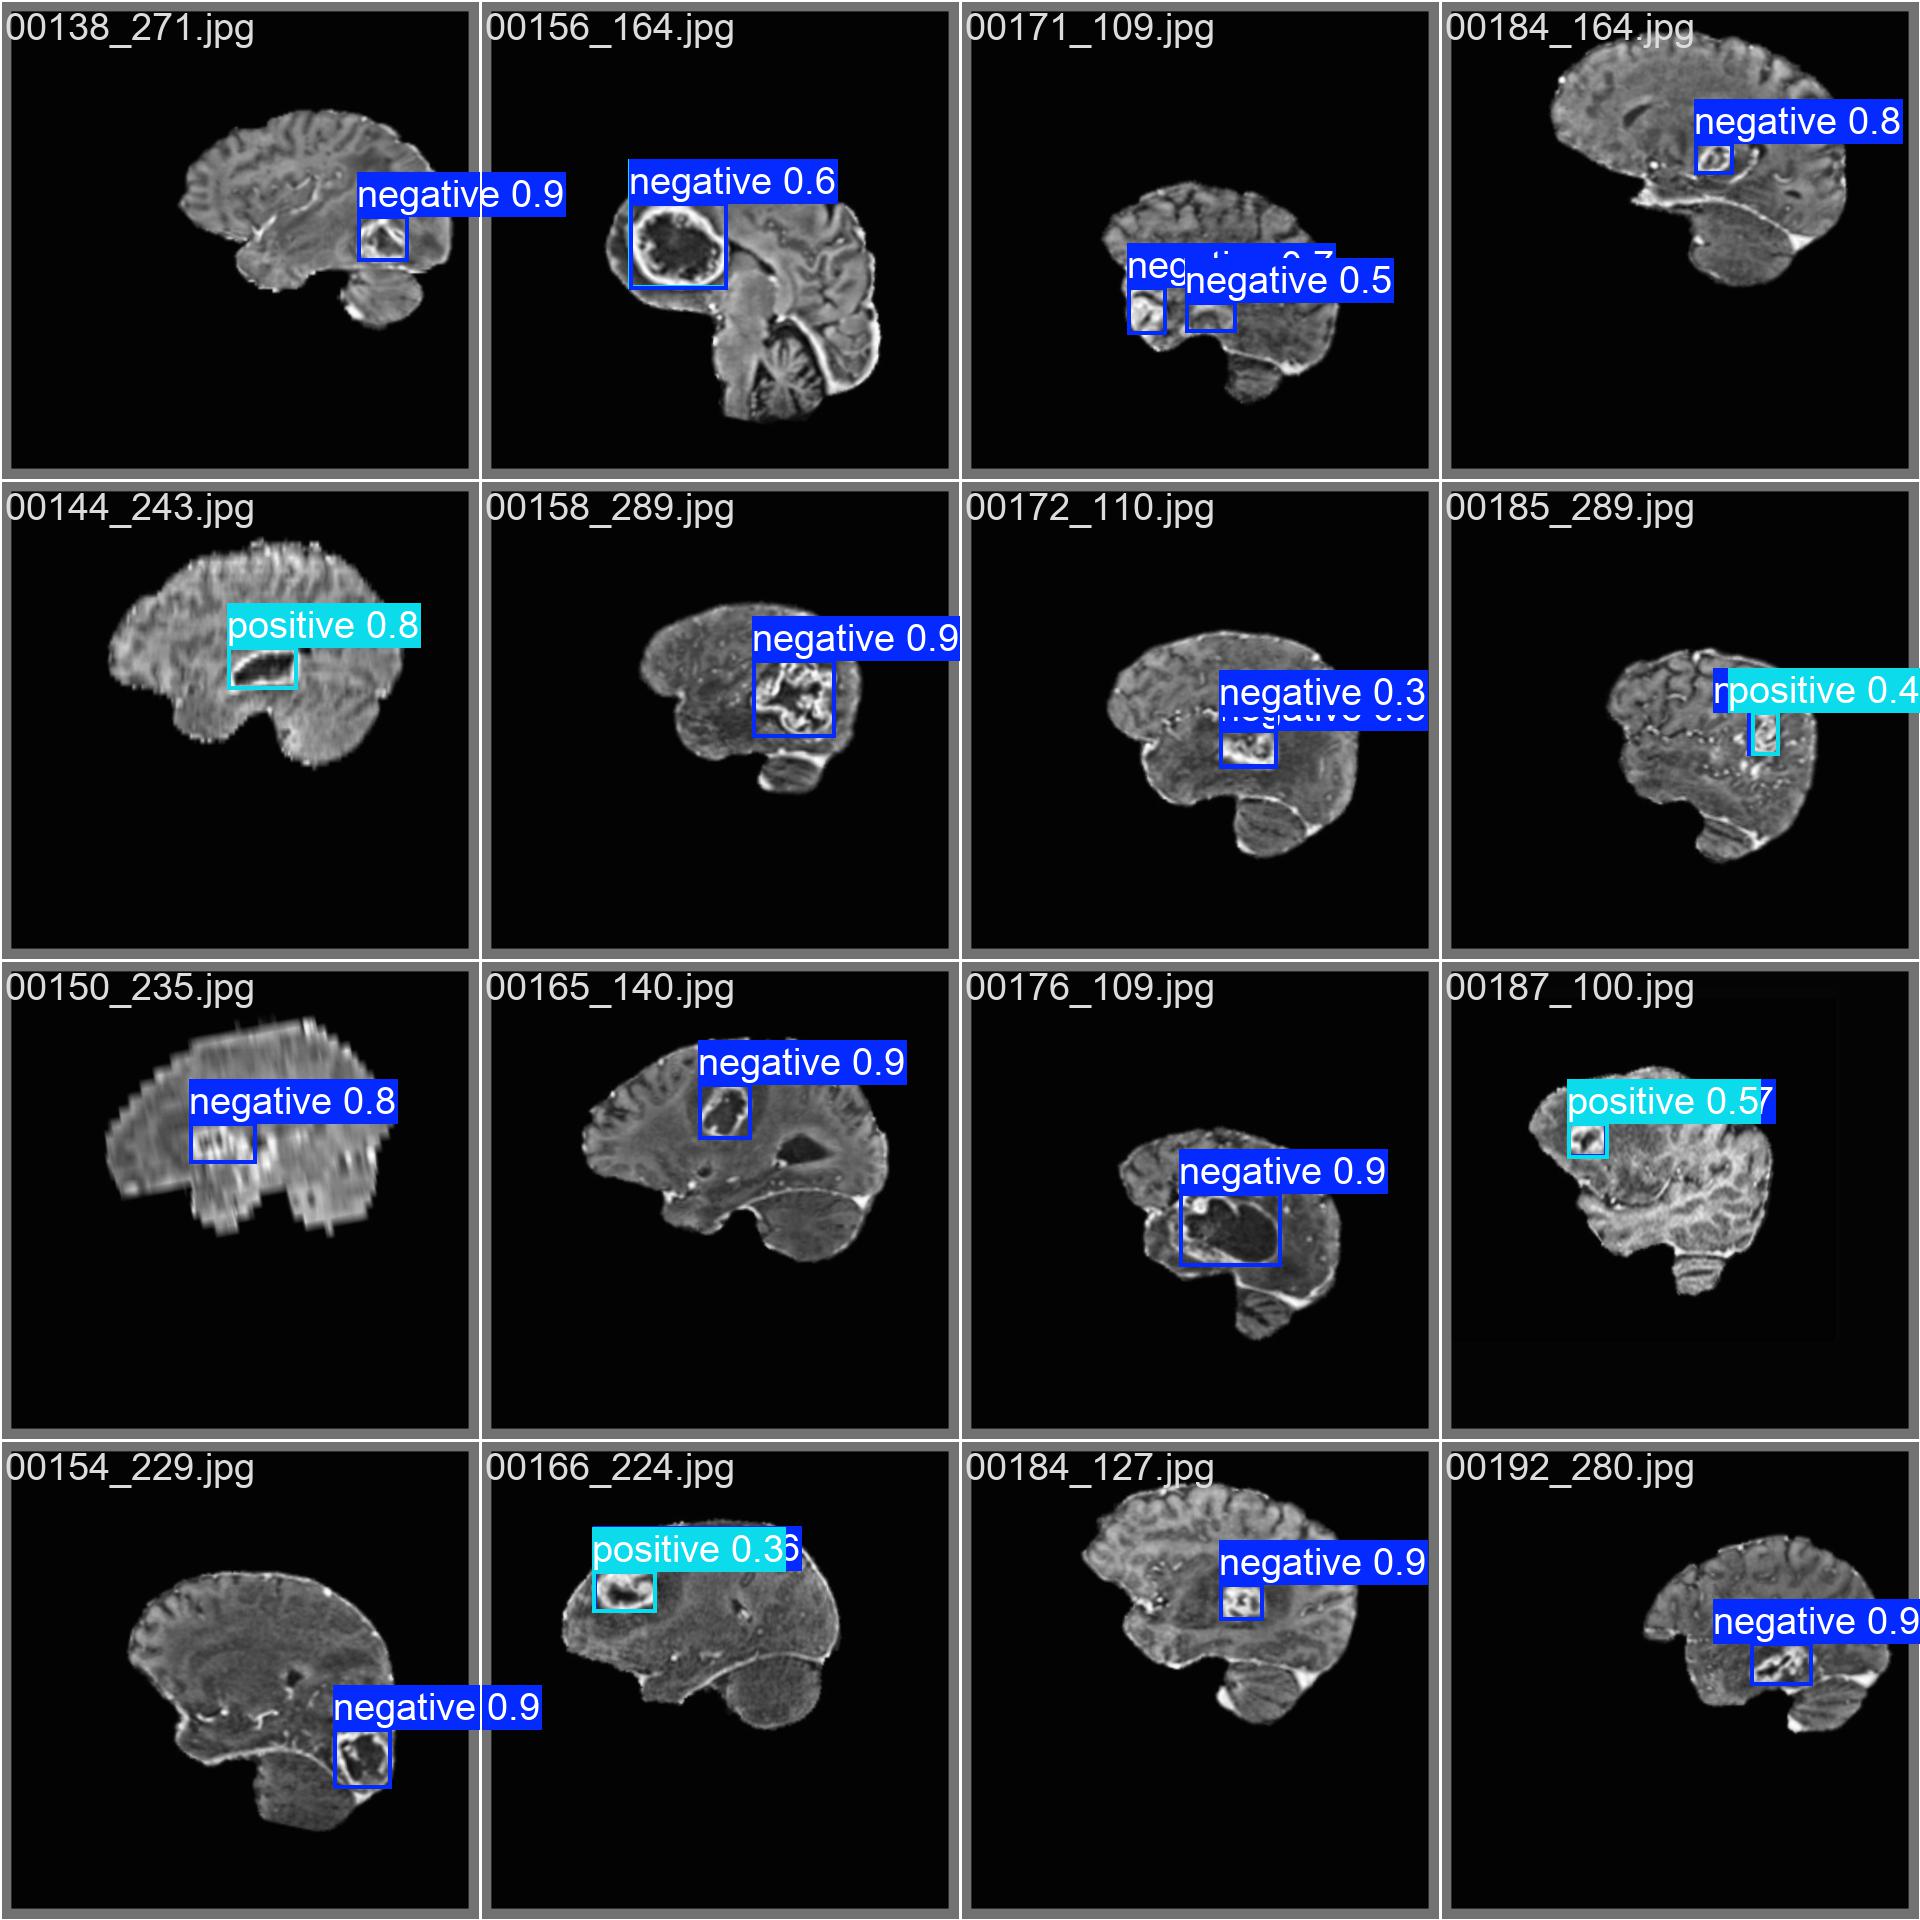 00138_271.jpg
negative 0.9
00156_164.jpg
negative 0.6
00171_109.jpg
negative 0.5
00184_164.jpg
negative 0.8
00144_243.jpg
positive 0.8
00158_289.jpg
negative 0.9
00172_110.jpg
negative 0.3
00185_289.jpg
positive 0.4
00150_235.jpg
negative 0.8
00165_140.jpg
negative 0.9
00176_109.jpg
negative 0.9
00187_100.jpg
positive 0.5
00154_229.jpg
negative 0.9
00166_224.jpg
positive 0.3
00184_127.jpg
negative 0.9
00192_280.jpg
negative 0.9